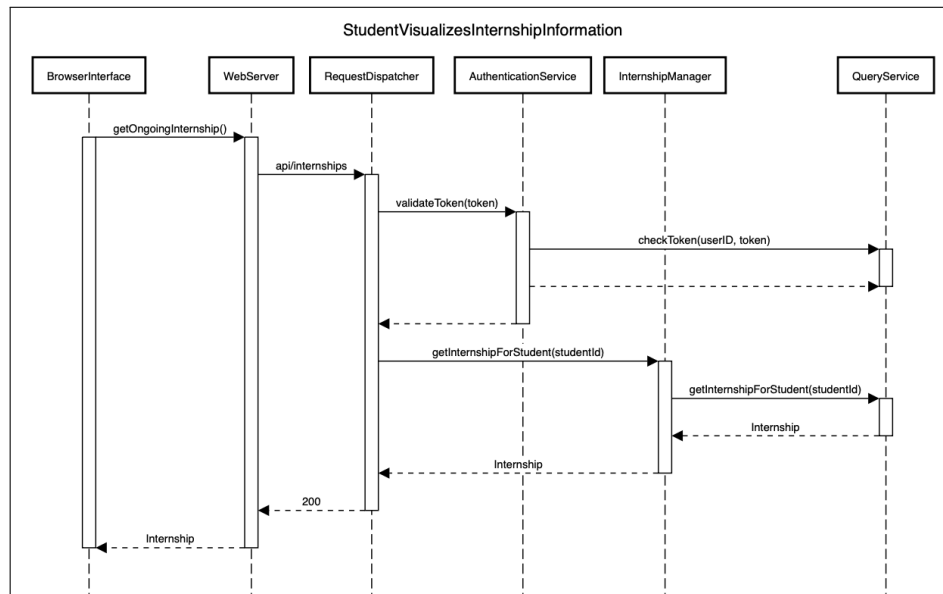 StudentVisualizesInternshipInformation
BrowserInterface
WebServer
RequestDispatcher
AuthenticationService
InternshipManager
QueryService
getOngoingInternship()
api/internships
validateToken(token)
checkToken(userID, token)
getInternshipForStudent(studentId)
getInternshipForStudent(studentId)
Internship
Internship
200
Internship